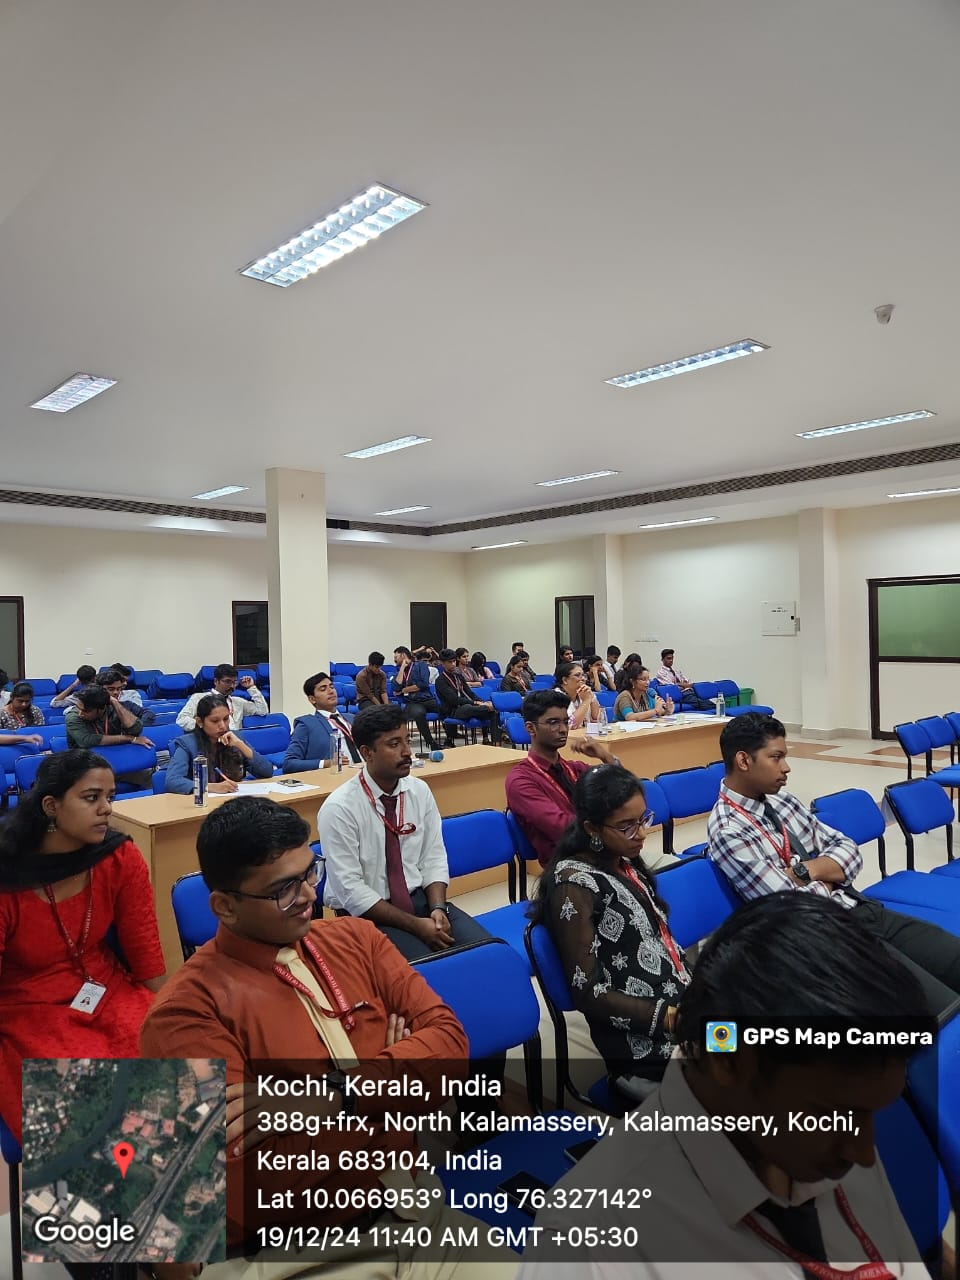 GPS Map Camera
Kochi, Kerala, India
388g+frx, North Kalamassery, Kalamassery, Kochi,
Kerala 683104, India
Lat 10.066953° Long 76.327142°
19/12/24 11:40 AM GMT +05:30
Google